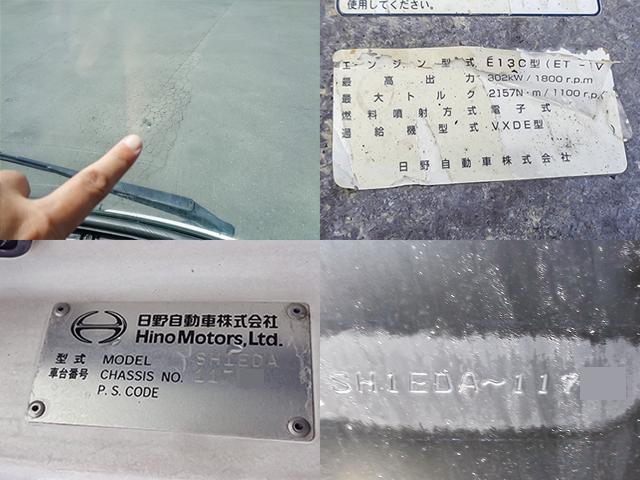 使用してください。
エンジン型式 E13C型(ET-Ⅳ
最高出力 302kW/1800r.p.m
最大トルク 2157N·m/1100r.p.
燃料噴射方式 電子式
過給機型式 VXDE型
日野自動車株式会社
日野自動車株式会社
Hino Motors, Ltd.
型式 MODEL SH1EDA
車台番号 CHASSIS NO. 117
P.S. CODE
SH1EDA~117